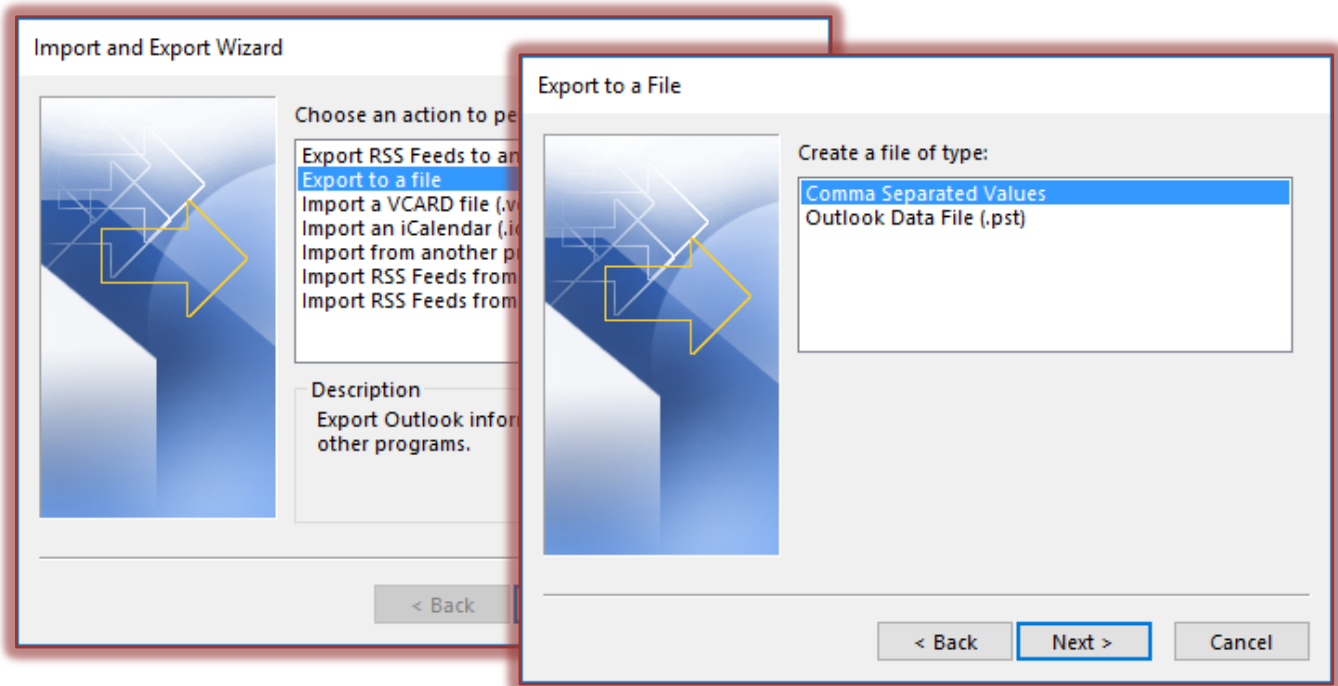 Import and Export Wizard
Choose an action to pe
Export RSS Feeds to an
Export to a file
Import a VCARD file (.v
Import an iCalendar (.i
Import from another p
Import RSS Feeds from
Import RSS Feeds from
Description
Export Outlook infor
other programs.
< Back
Export to a File
Create a file of type:
Comma Separated Values
Outlook Data File (.pst)
< Back
Next >
Cancel